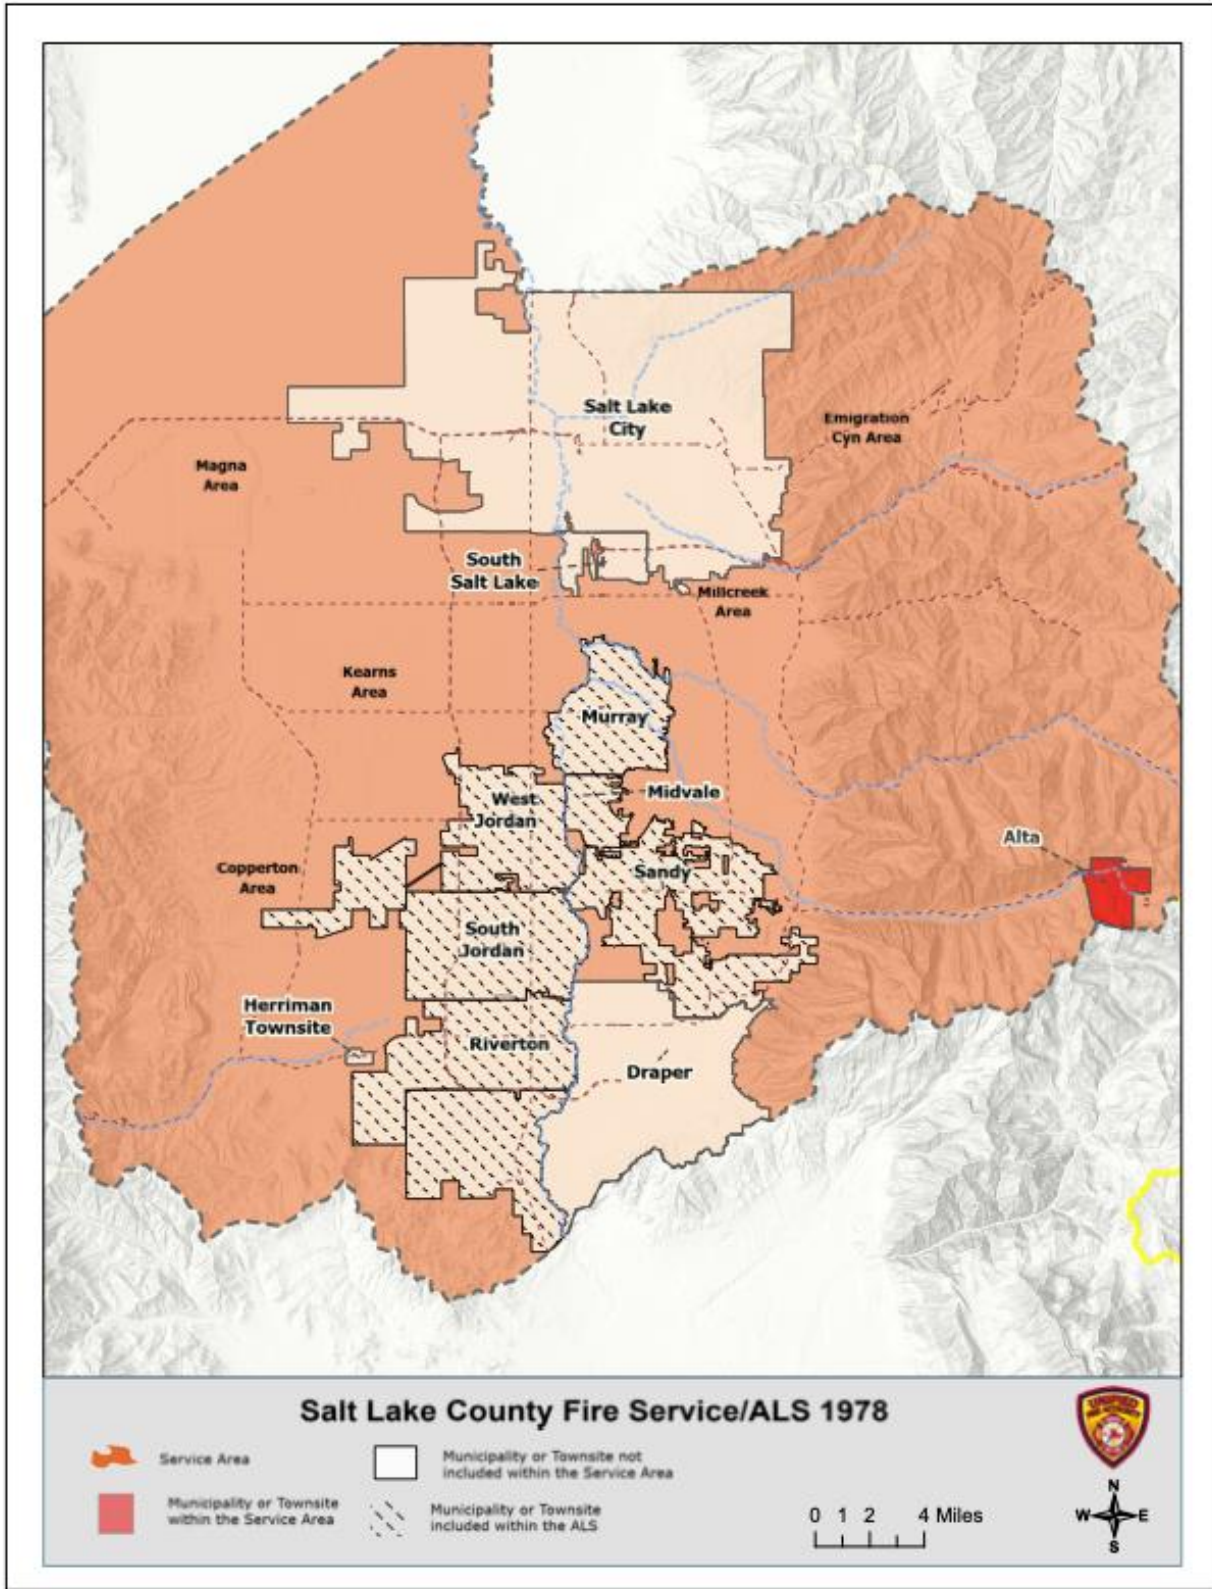 Salt Lake
City
Emigration
Cyn Area
Magna
Area
South
Salt Lake
Millcreek
Area
Kearns
Area
Murray
Midvale
West
Jordan
Alta
Copperton
Area
Sandy
South
Jordan
Herriman
Townsite
Riverton
Draper
Salt Lake County Fire Service/ALS 1978
Service Area
Municipality or Townsite not
included within the Service Area
Municipality or Townsite
within the Service Area
Municipality or Townsite
included within the ALS
0 1 2 4 Miles
UNIFIED
N
W E
S